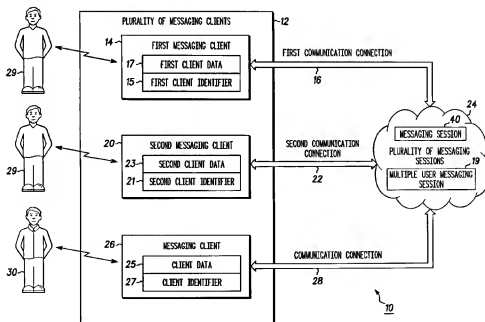 PLURALITY OF MESSAGING CLIENTS
12
14
FIRST MESSAGING CLIENT
17
FIRST CLIENT DATA
15
FIRST CLIENT IDENTIFIER
29
FIRST COMMUNICATION CONNECTION
16
24
40
MESSAGING SESSION
PLURALITY OF MESSAGING
SESSIONS
19
MULTIPLE USER MESSAGING
SESSION
20
SECOND MESSAGING CLIENT
23
SECOND CLIENT DATA
21
SECOND CLIENT IDENTIFIER
29
SECOND COMMUNICATION
CONNECTION
22
26
MESSAGING CLIENT
25
CLIENT DATA
27
CLIENT IDENTIFIER
30
COMMUNICATION CONNECTION
28
10